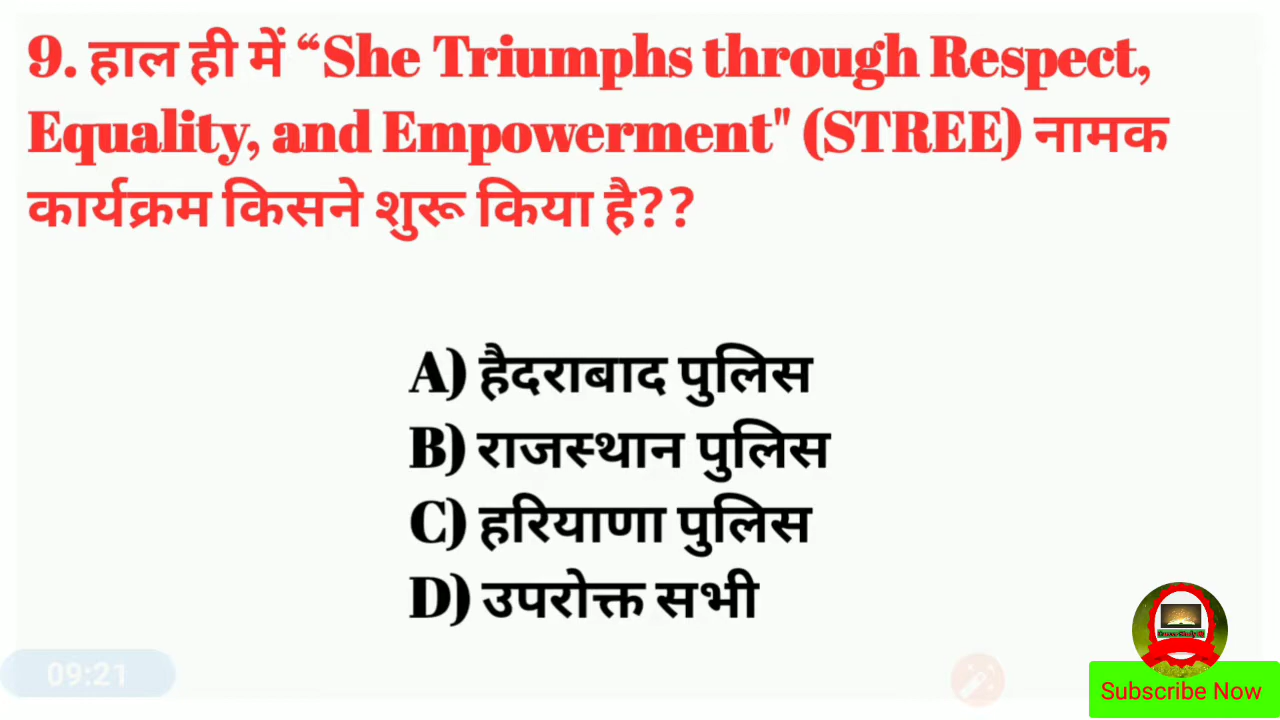 9. हाल ही में “She Triumphs through Respect,
Equality, and Empowerment" (STREE) नामक
कार्यक्रम किसने शुरू किया है??
A) हैदराबाद पुलिस
B) राजस्थान पुलिस
C) हरियाणा पुलिस
D) उपरोक्त सभी
09:21
Subscribe Now